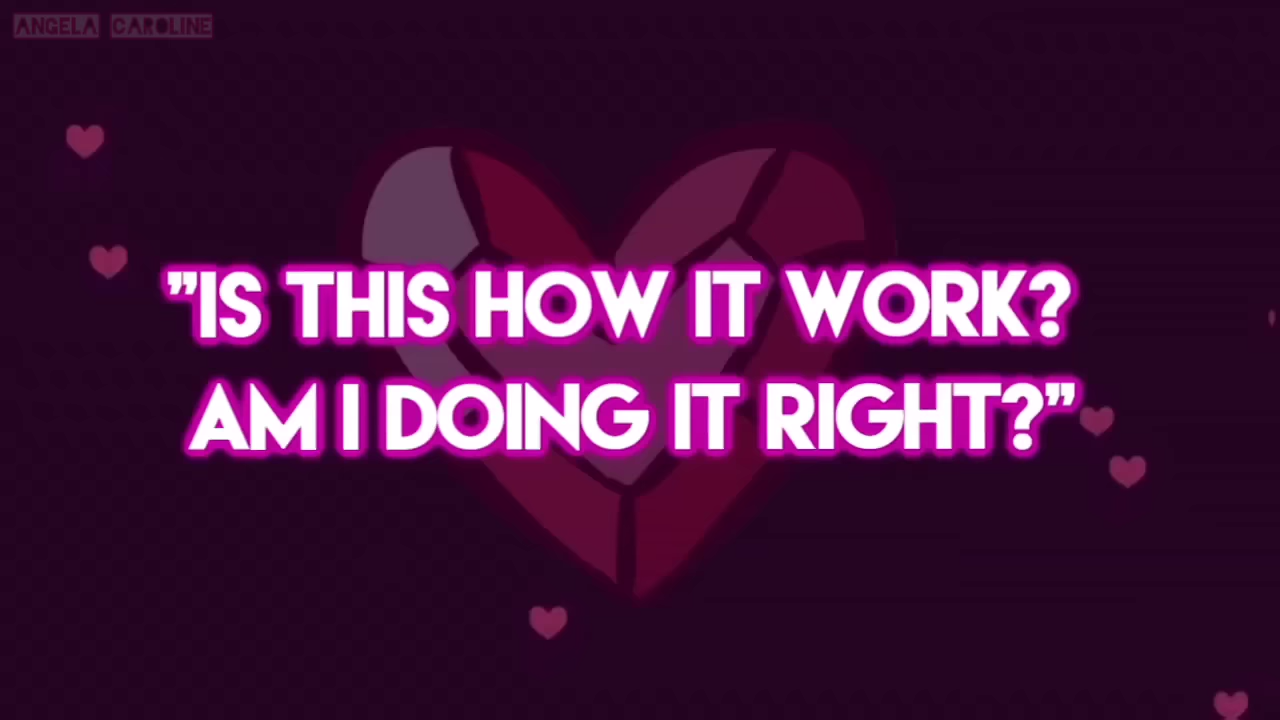 ANGELA CAROLINE
"IS THIS HOW IT WORK?
AM I DOING IT RIGHT?"